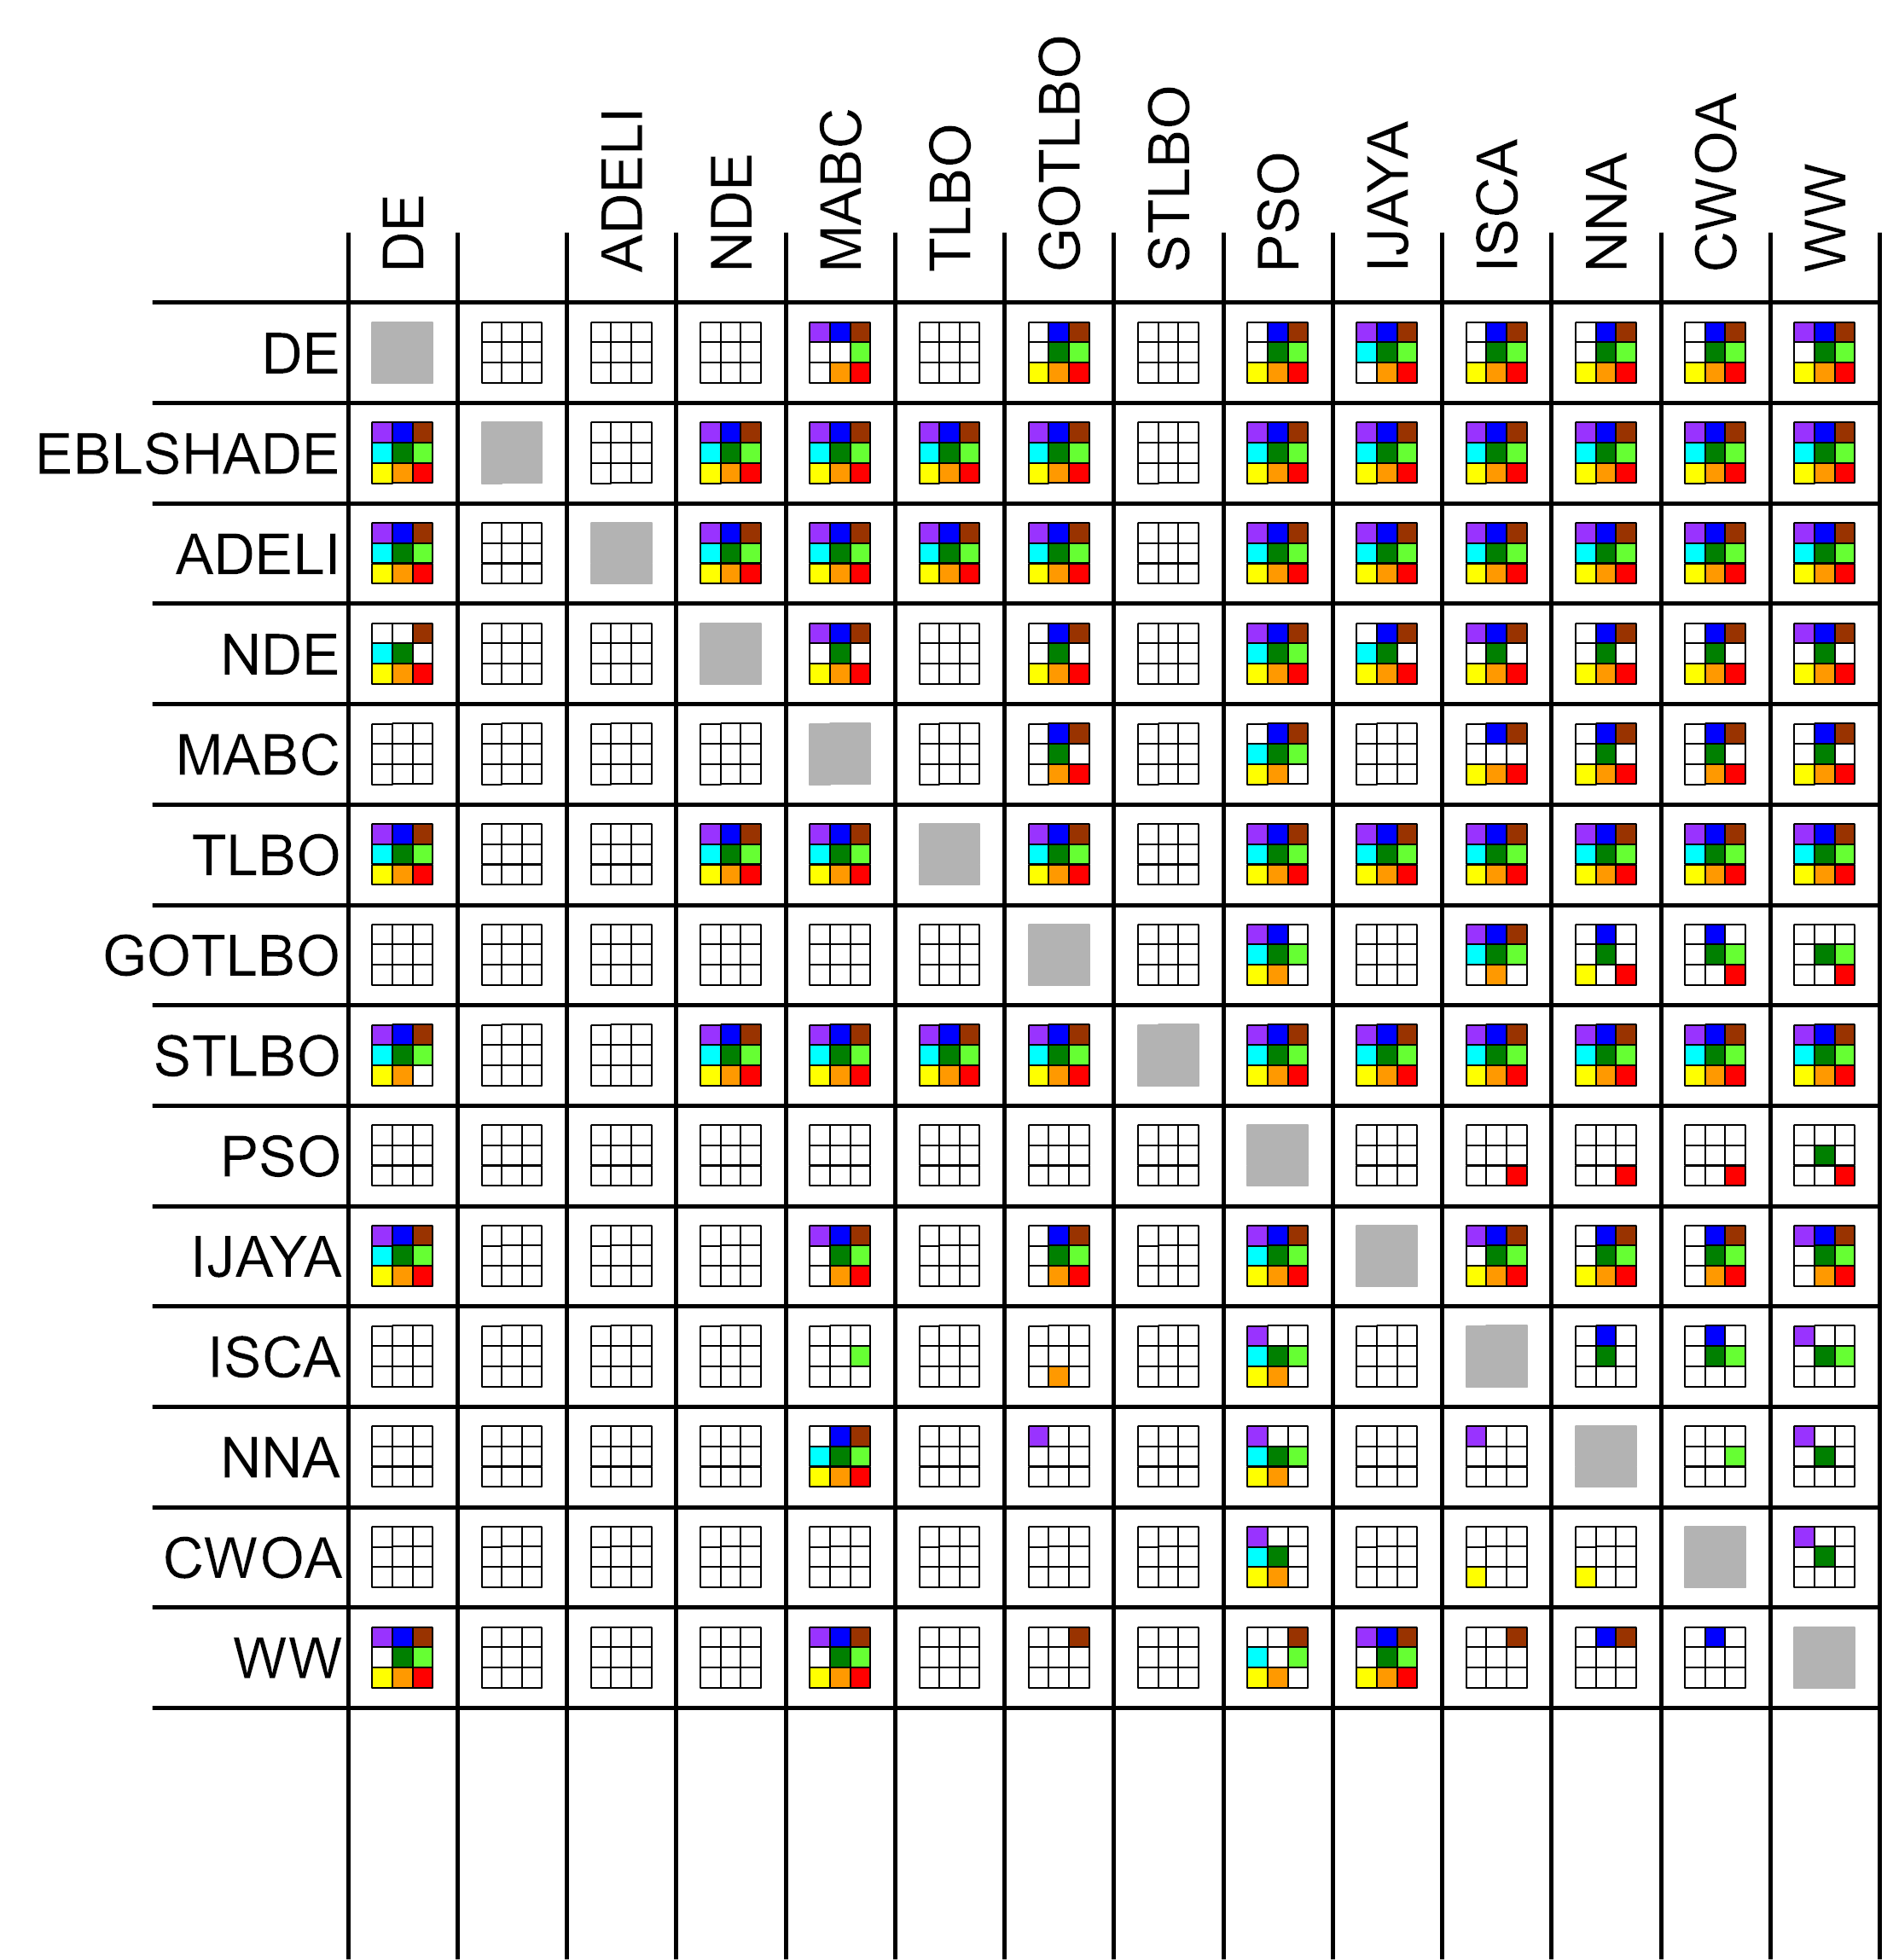 DE
ADELI
NDE
MABC
TLBO
GOTLBO
STLBO
PSO
IJAYA
ISCA
NNA
CWOA
WW
DE
EBLSHADE
ADELI
NDE
MABC
TLBO
GOTLBO
STLBO
PSO
IJAYA
ISCA
NNA
CWOA
WW